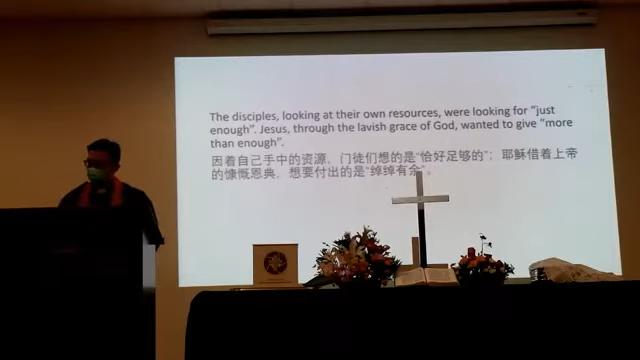 The disciples, looking at their own resources, were looking for "just
enough". Jesus, through the lavish grace of God, wanted to give "more
than enough".
因着自己手中的资源，门徒们想的是“恰好足够的”；耶稣借着上帝
的慷慨恩典，想要付出的是“绰绰有余”。